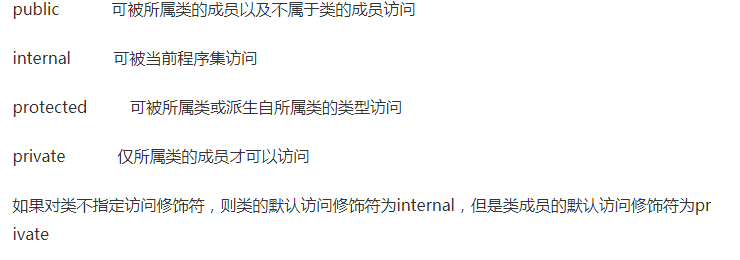 public 可被所属类的成员以及不属于类的成员访问
internal 可被当前程序集访问
protected 可被所属类或派生自所属类的类型访问
private 仅所属类的成员才可以访问
如果对类不指定访问修饰符，则类的默认访问修饰符为internal，但是类成员的默认访问修饰符为pr
ivate